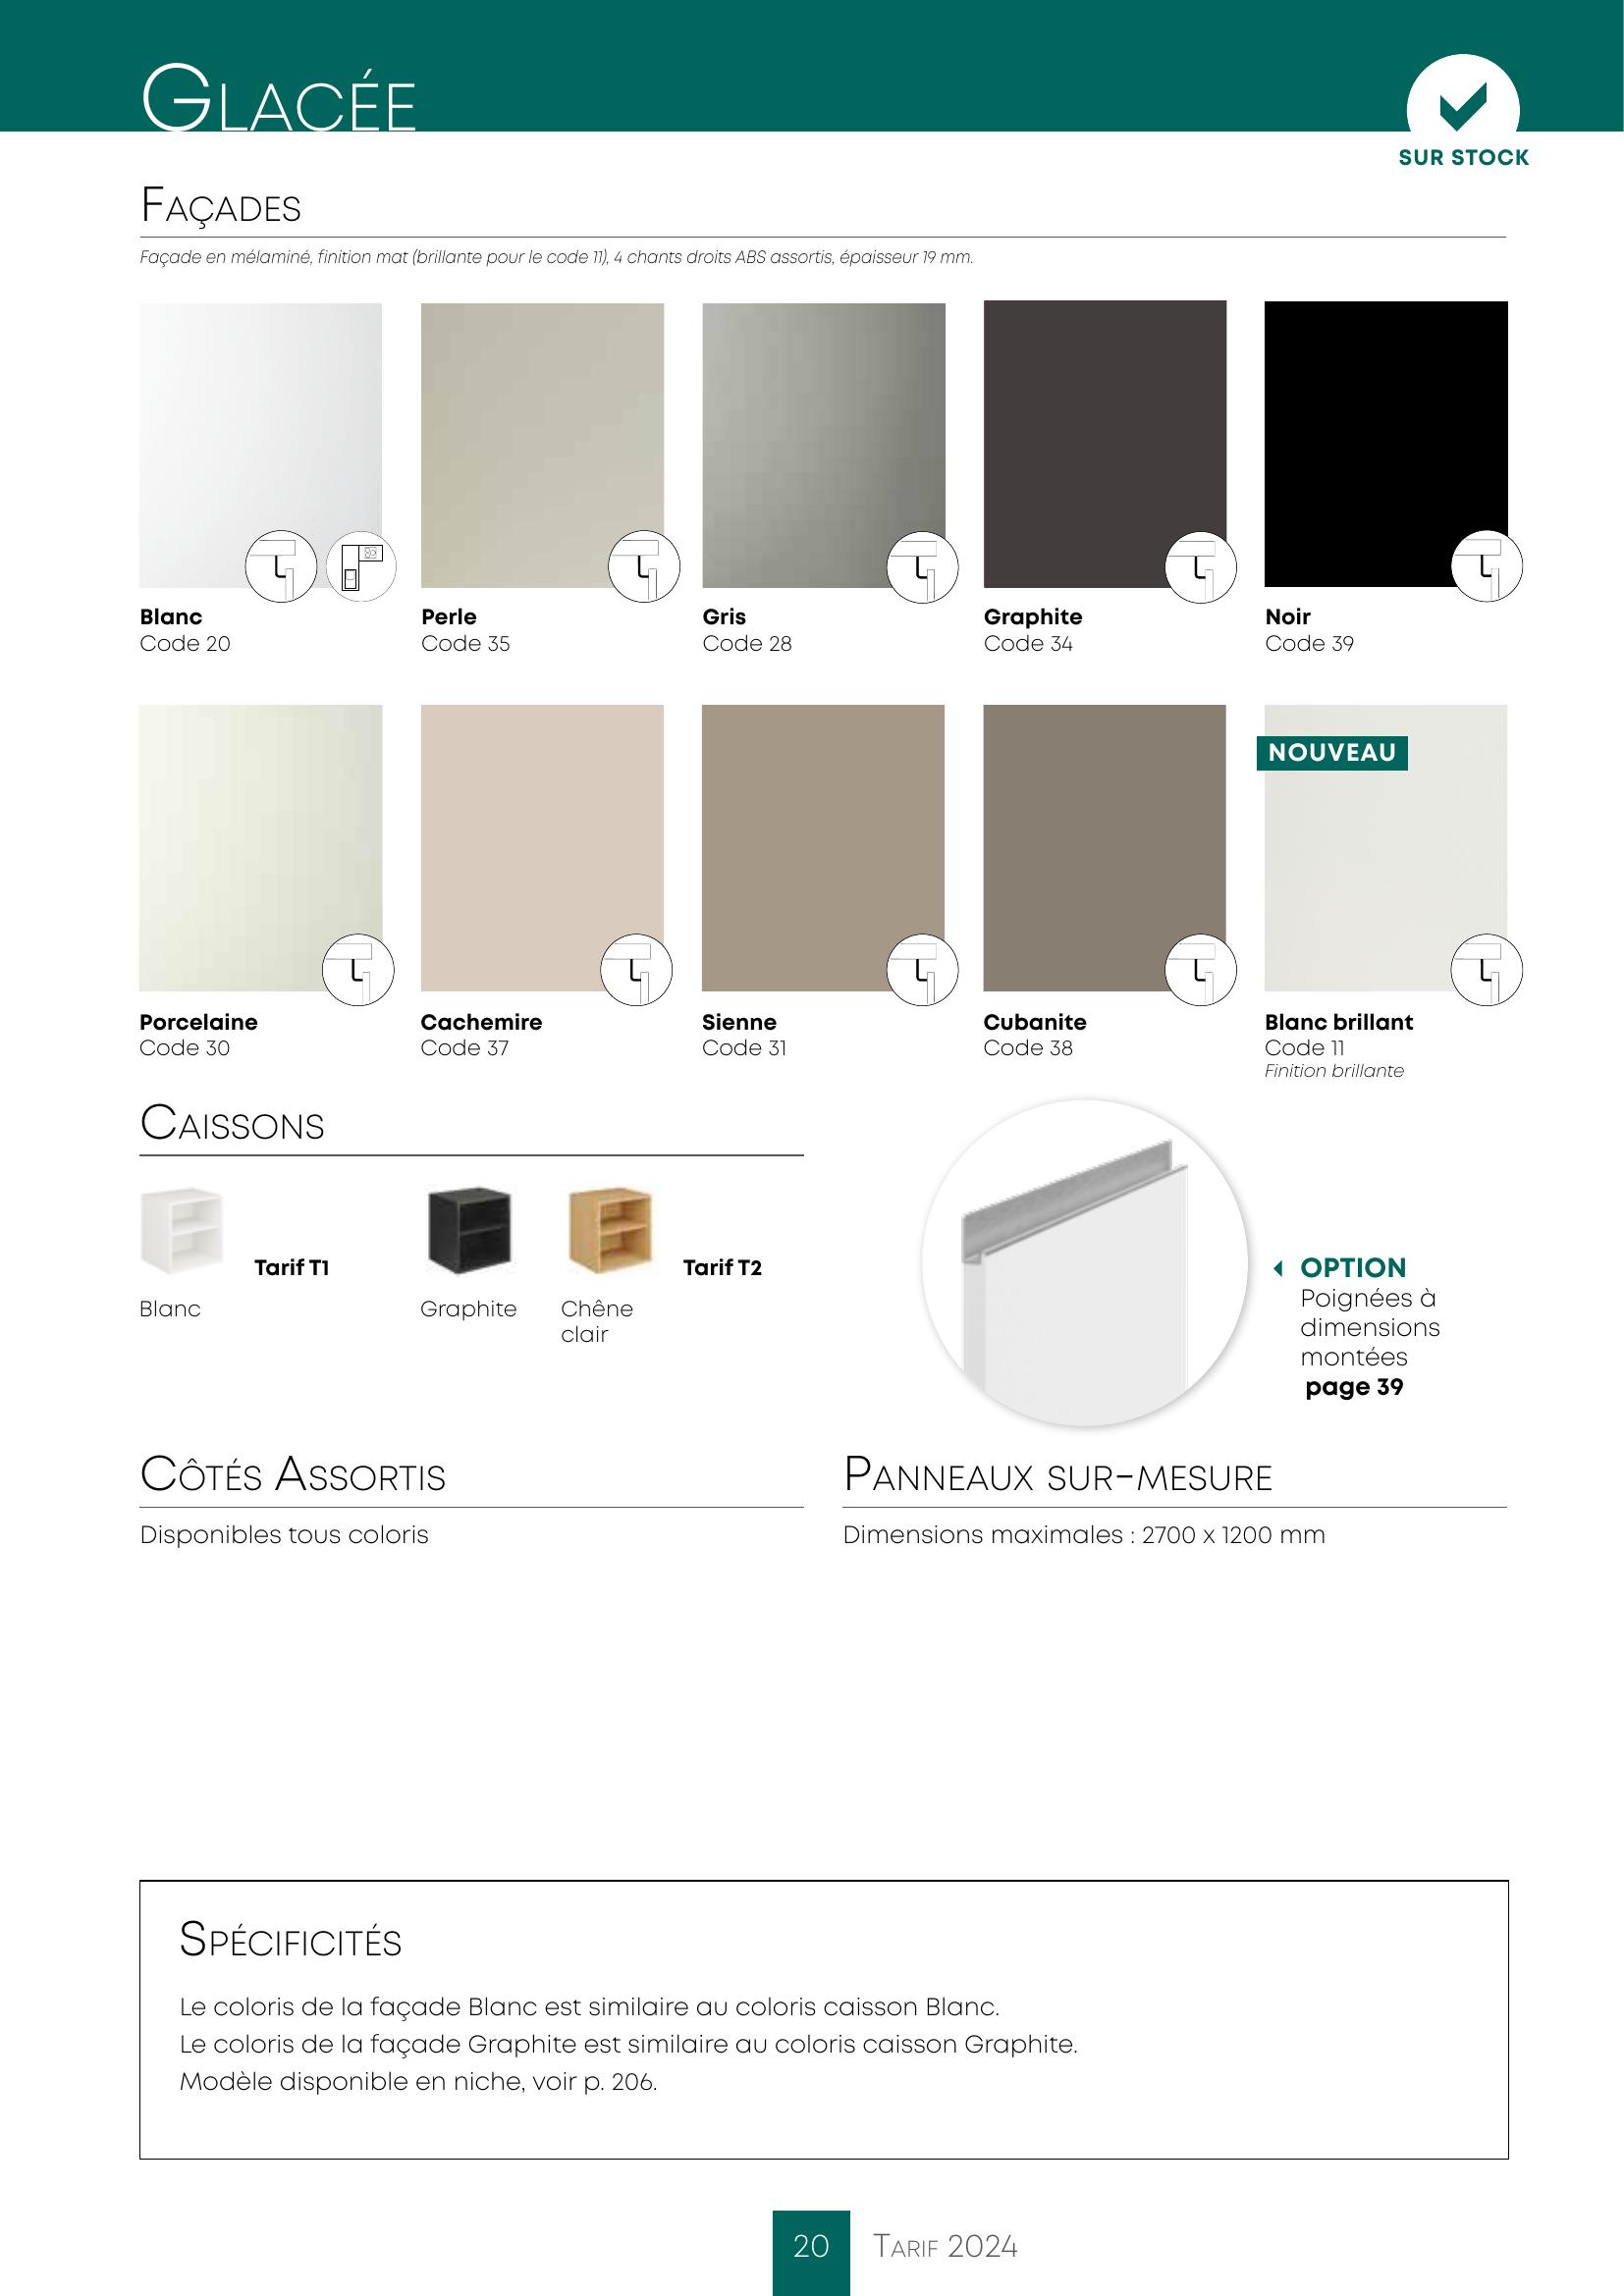 GLACÉE
SUR STOCK
FAÇADES
Façade en mélaminé, finition mat (brillante pour le code 11), 4 chants droits ABS assortis, épaisseur 19 mm.
Blanc
Code 20
Perle
Code 35
Gris
Code 28
Graphite
Code 34
Noir
Code 39
NOUVEAU
Porcelaine
Code 30
Cachemire
Code 37
Sienne
Code 31
Cubanite
Code 38
Blanc brillant
Code 11
Finition brillante
CAISSONS
Tarif T1
Blanc
Tarif T2
Graphite
Chêne
clair
OPTION
Poignées à
dimensions
montées
page 39
CÔTÉS ASSORTIS
Disponibles tous coloris
PANNEAUX SUR-MESURE
Dimensions maximales : 2700 x 1200 mm
SPÉCIFICITÉS
Le coloris de la façade Blanc est similaire au coloris caisson Blanc.
Le coloris de la façade Graphite est similaire au coloris caisson Graphite.
Modèle disponible en niche, voir p. 206.
20 TARIF 2024